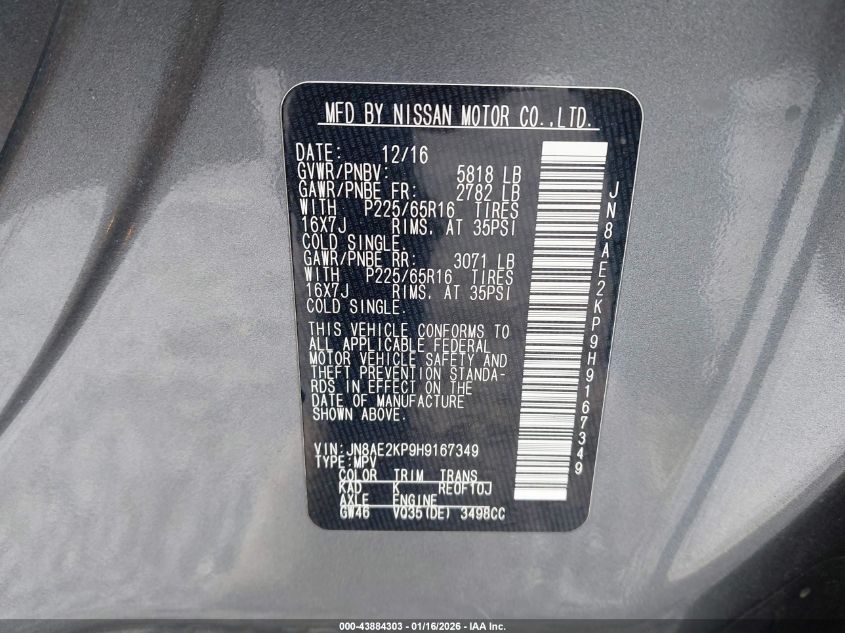 MFD BY NISSAN MOTOR CO.,LTD.
DATE: 12/16
GVWR/PNBV: 5818 LB
GAWR/PNBE FR: 2782 LB
WITH P225/65R16 TIRES
16X7J RIMS, AT 35PSI
COLD SINGLE.
GAWR/PNBE RR: 3071 LB
WITH P225/65R16 TIRES
16X7J RIMS, AT 35PSI
COLD SINGLE.
THIS VEHICLE CONFORMS TO
ALL APPLICABLE FEDERAL
MOTOR VEHICLE SAFETY AND
THEFT PREVENTION STANDA-
RDS IN EFFECT ON THE
DATE OF MANUFACTURE
SHOWN ABOVE.
VIN:JN8AE2KP9H9167349
TYPE:MPV
COLOR TRIM TRANS
KAD K RE0F10J
AXLE ENGINE
GW46 VQ35(DE) 3498CC
JN8AE2KP9H9167349
000-43884303 - 01/16/2026 - IAA Inc.